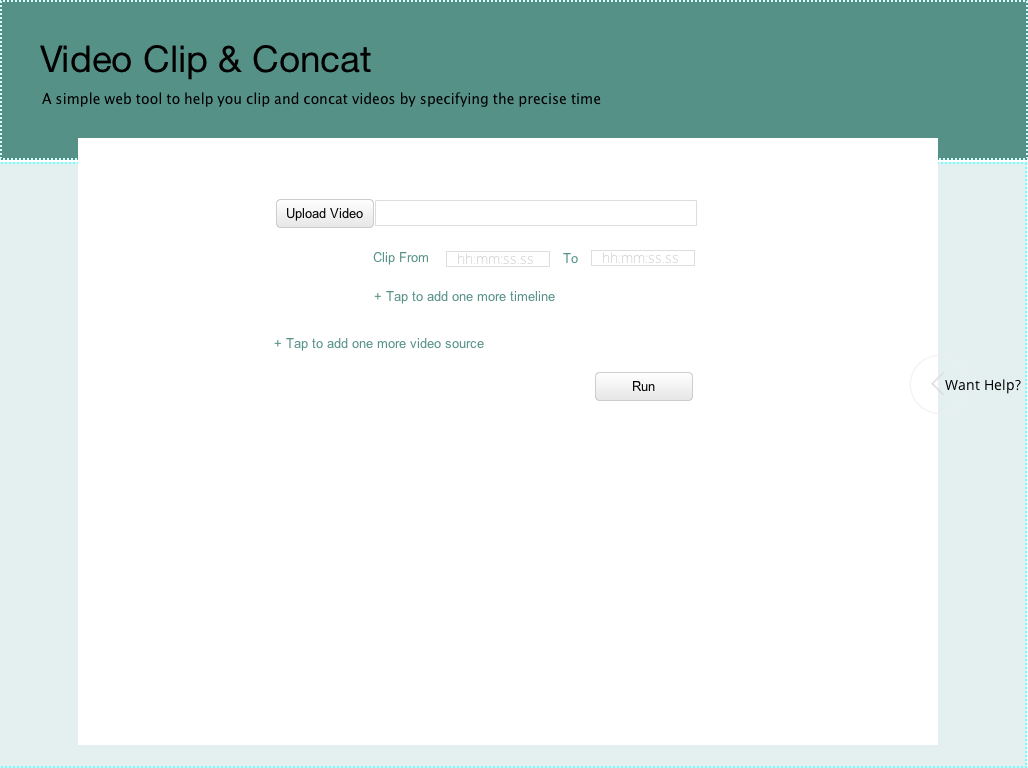 Video Clip & Concat
A simple web tool to help you clip and concat videos by specifying the precise time
Upload Video
Clip From hh:mm:ss.ss To hh:mm:ss.ss
+ Tap to add one more timeline
+ Tap to add one more video source
Run
Want Help?